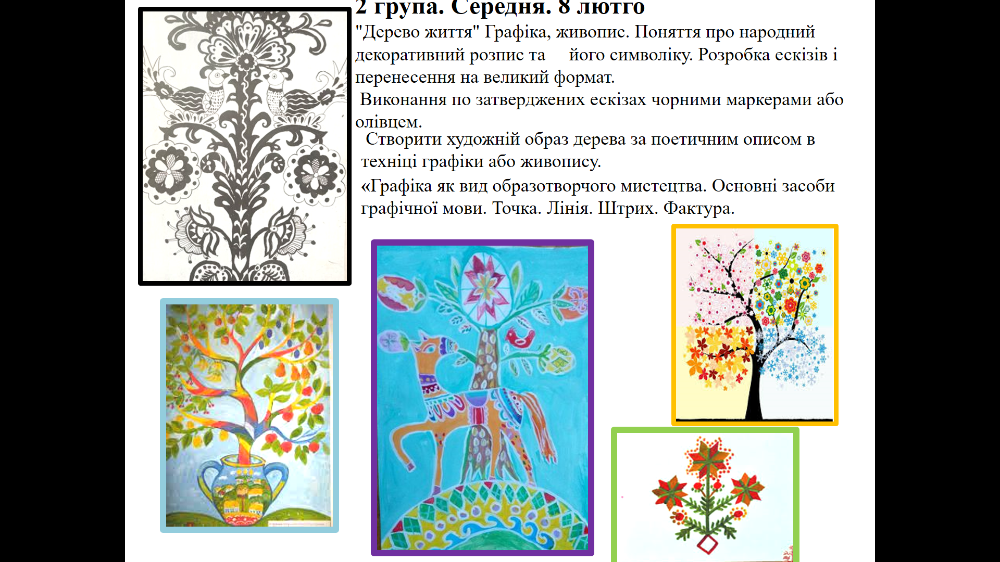 2 група. Середня. 8 лютго
"Дерево життя" Графіка, живопис. Поняття про народний
декоративний розпис та його символіку. Розробка ескізів і
перенесення на великий формат.
Виконання по затверджених ескізах чорними маркерами або
олівцем.
Створити художній образ дерева за поетичним описом в
техніці графіки або живопису.
«Графіка як вид образотворчого мистецтва. Основні засоби
графічної мови. Точка. Лінія. Штрих. Фактура.